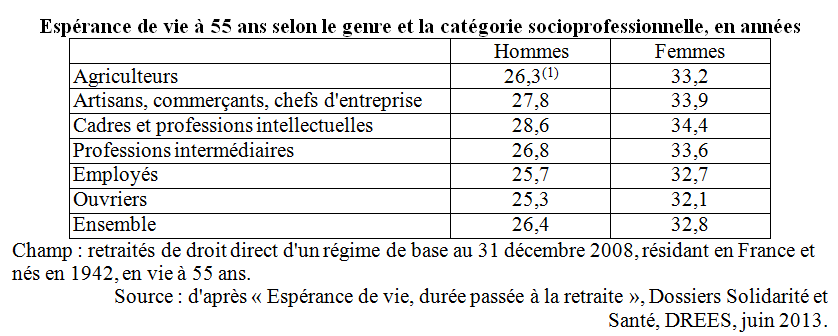 Espérance de vie à 55 ans selon le genre et la catégorie socioprofessionnelle, en années
Hommes Femmes
Agriculteurs 26,3(1) 33,2
Artisans, commerçants, chefs d'entreprise 27,8 33,9
Cadres et professions intellectuelles 28,6 34,4
Professions intermédiaires 26,8 33,6
Employés 25,7 32,7
Ouvriers 25,3 32,1
Ensemble 26,4 32,8
Champ : retraités de droit direct d'un régime de base au 31 décembre 2008, résidant en France et
nés en 1942, en vie à 55 ans.
Source : d'après « Espérance de vie, durée passée à la retraite », Dossiers Solidarité et
Santé, DREES, juin 2013.